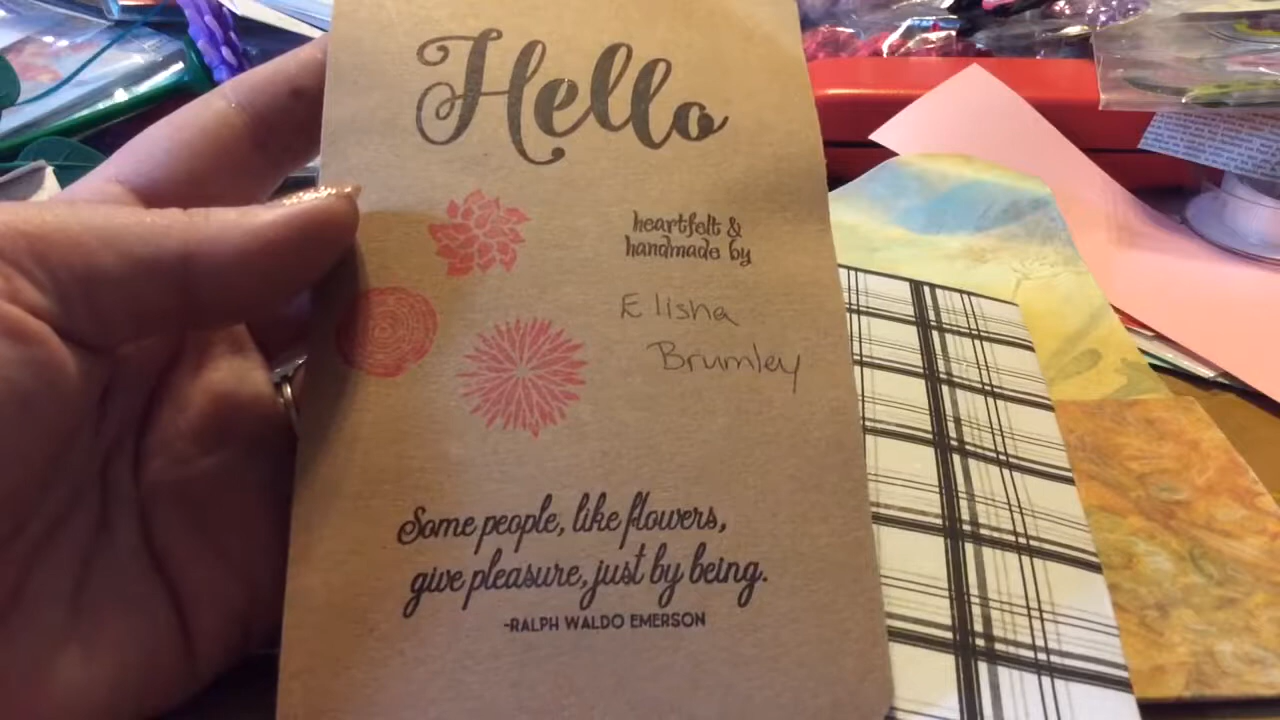 Hello
heartfelt &
handmade by
Elisha
Brumley
Some people, like flowers,
give pleasure, just by being.
-RALPH WALDO EMERSON